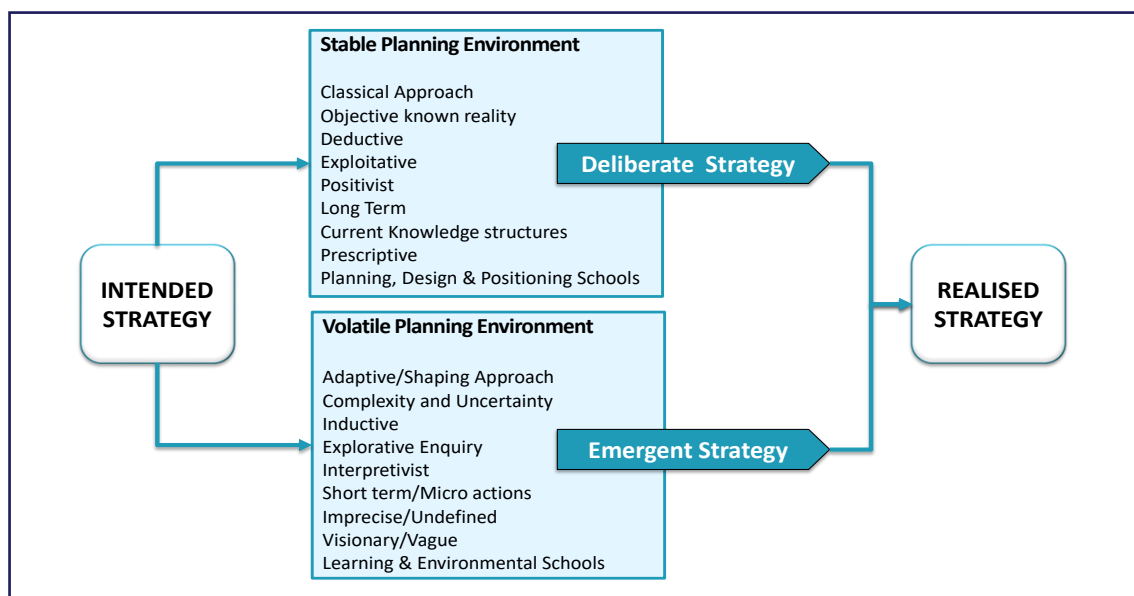 Stable Planning Environment
Classical Approach
Objective known reality
Deductive
Exploitative
Positivist
Long Term
Current Knowledge structures
Prescriptive
Planning, Design & Positioning Schools
Deliberate Strategy
INTENDED
STRATEGY
REALISED
STRATEGY
Volatile Planning Environment
Adaptive/Shaping Approach
Complexity and Uncertainty
Inductive
Explorative Enquiry
Interpretivist
Short term/Micro actions
Imprecise/Undefined
Visionary/Vague
Learning & Environmental Schools
Emergent Strategy